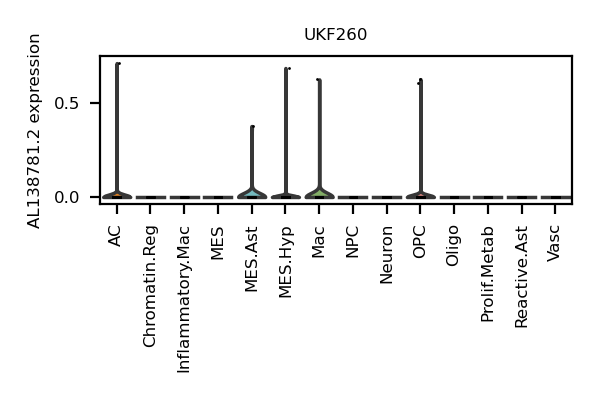 UKF260
AL138781.2 expression
0.5
0.0
AC
Chromatin.Reg
Inflammatory.Mac
MES
MES.Ast
MES.Hyp
Mac
NPC
Neuron
OPC
Oligo
Prolif.Metab
Reactive.Ast
Vasc